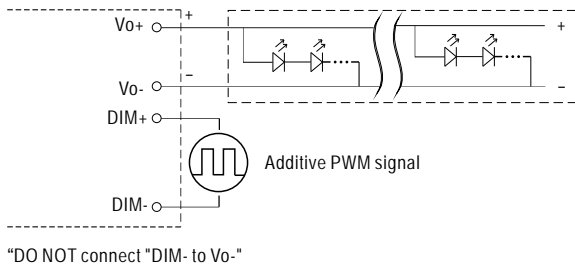 Vo+
+
+
Vo-
−
−
DIM+
Additive PWM signal
DIM-
“DO NOT connect "DIM- to Vo-"